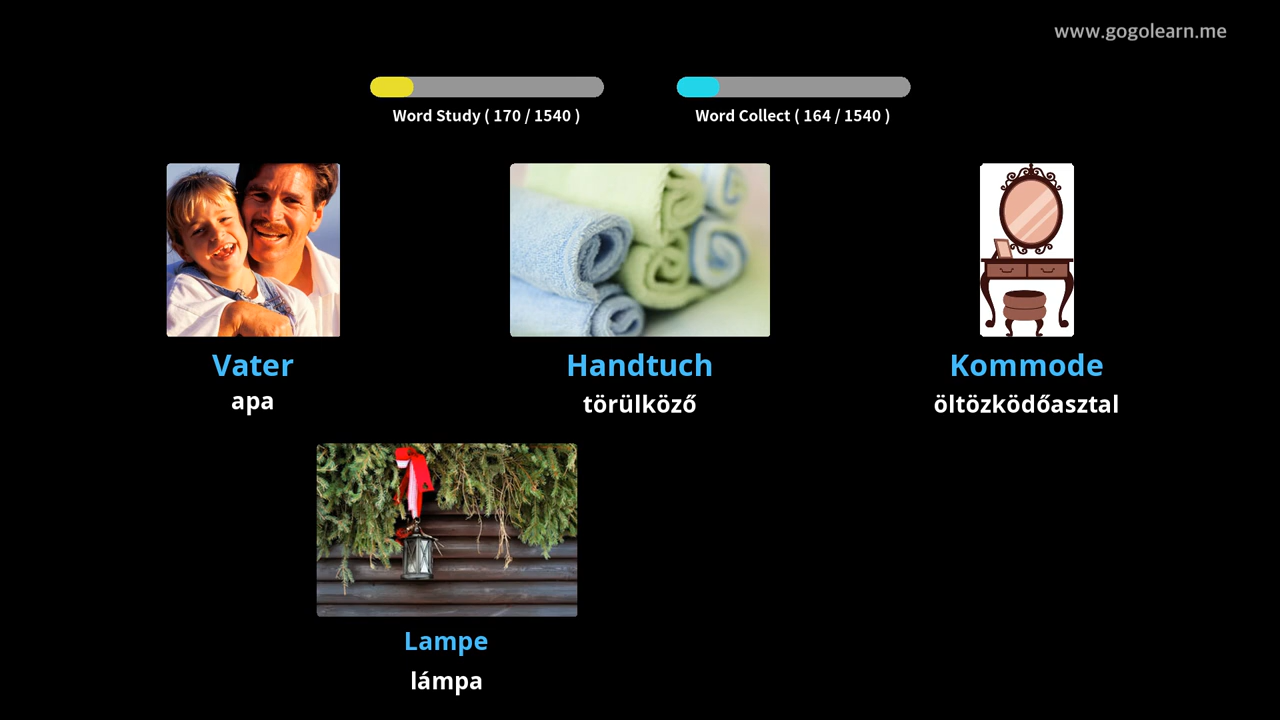 www.gogolearn.me
Word Study ( 170 / 1540 )
Word Collect ( 164 / 1540 )
Vater
apa
Handtuch
törülköző
Kommode
öltözködőasztal
Lampe
lámpa